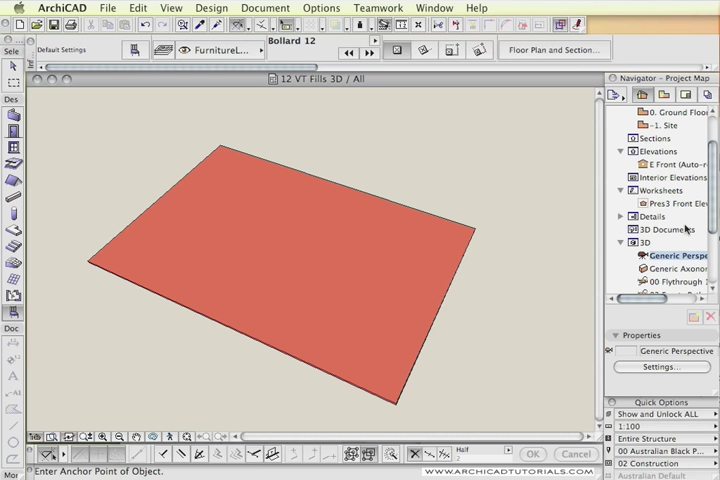 ArchiCAD File Edit View Design Document Options Teamwork Window Help
Sele
Default Settings
FurnitureL...
Bollard 12
Floor Plan and Section...
Navigator - Project Map
12 VT Fills 3D / All
Des
0. Ground Floor
-1. Site
Sections
Elevations
E Front (Auto-r
Interior Elevations
Worksheets
Pres3 Front Elev
Details
3D Documents
3D
Generic Perspe
Generic Axonor
00 Flythrough
Properties
Generic Perspective
Settings...
Doc
Quick Options
Show and Unlock ALL
1:100
Entire Structure
00 Australian Black P...
02 Construction
Australian Default
Half
2
OK
Cancel
Mor
Enter Anchor Point of Object.
WWW.ARCHICADTUTORIALS.COM